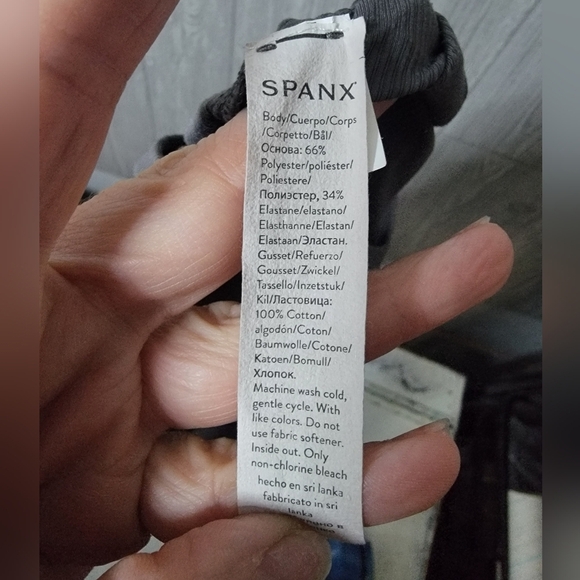 SPANX
Body/Cuerpo/Corps
/Corpetto/Bål/
Основа: 66%
Polyester/poliéster/
Poliestere/
Полиэстер, 34%
Elastane/elastano/
Elasthanne/Elastan/
Elastaan/Эластан.
Gusset/Refuerzo/
Gousset/Zwickel/
Tassello/Inzetstuk/
Kil/Ластовица:
100% Cotton/
algodón/Coton/
Baumwolle/Cotone/
Katoen/Bomull/
Хлопок.
Machine wash cold,
gentle cycle. With
like colors. Do not
use fabric softener.
Inside out. Only
non-chlorine bleach
hecho en sri lanka
fabbricato in sri
lanka